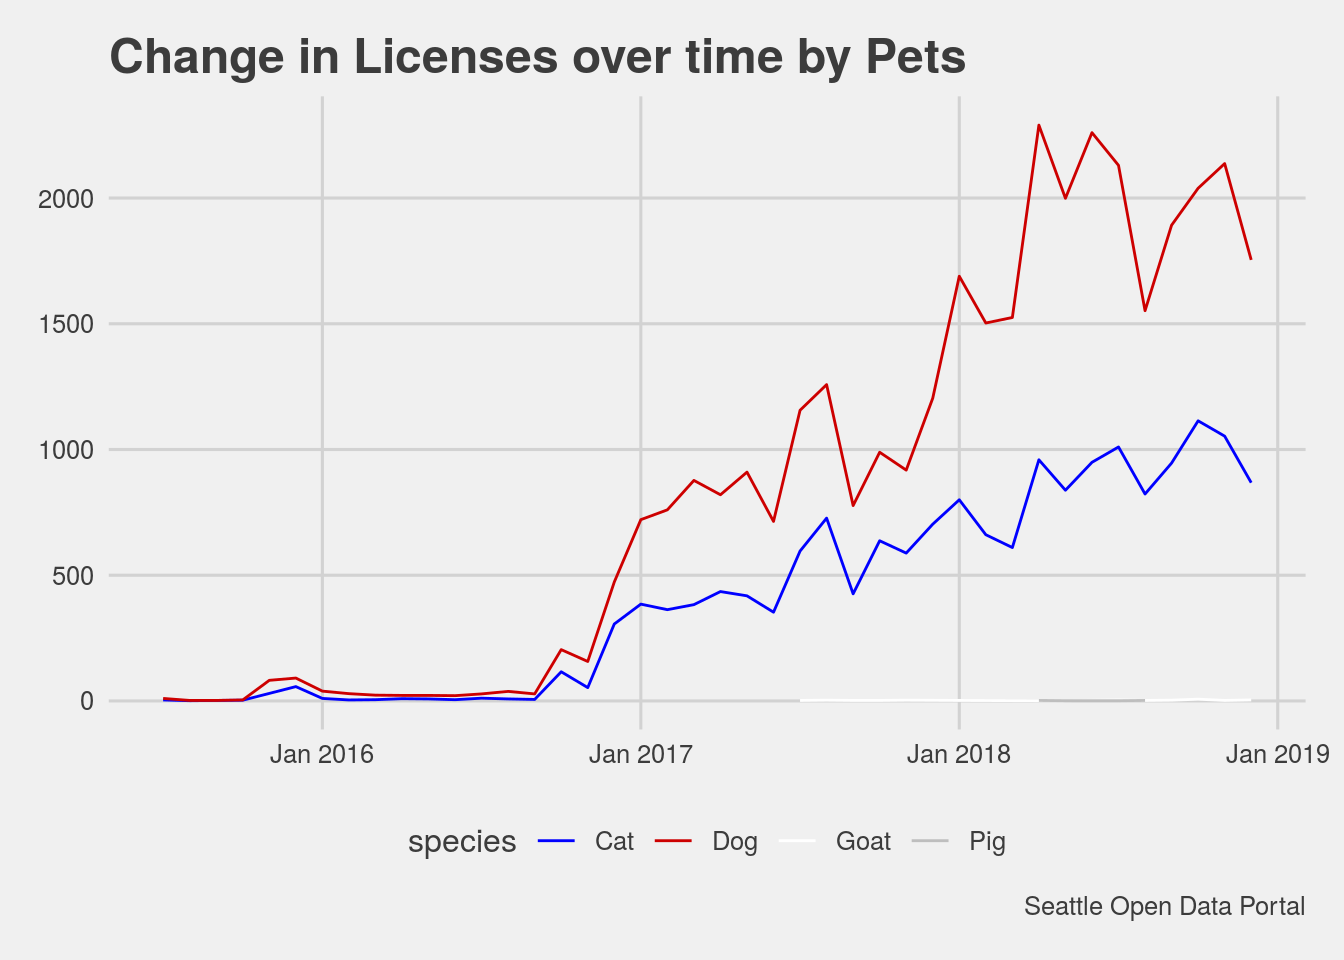 Change in Licenses over time by Pets
2000
1500
1000
500
0
Jan 2016 Jan 2017 Jan 2018 Jan 2019
species Cat Dog Goat Pig
Seattle Open Data Portal